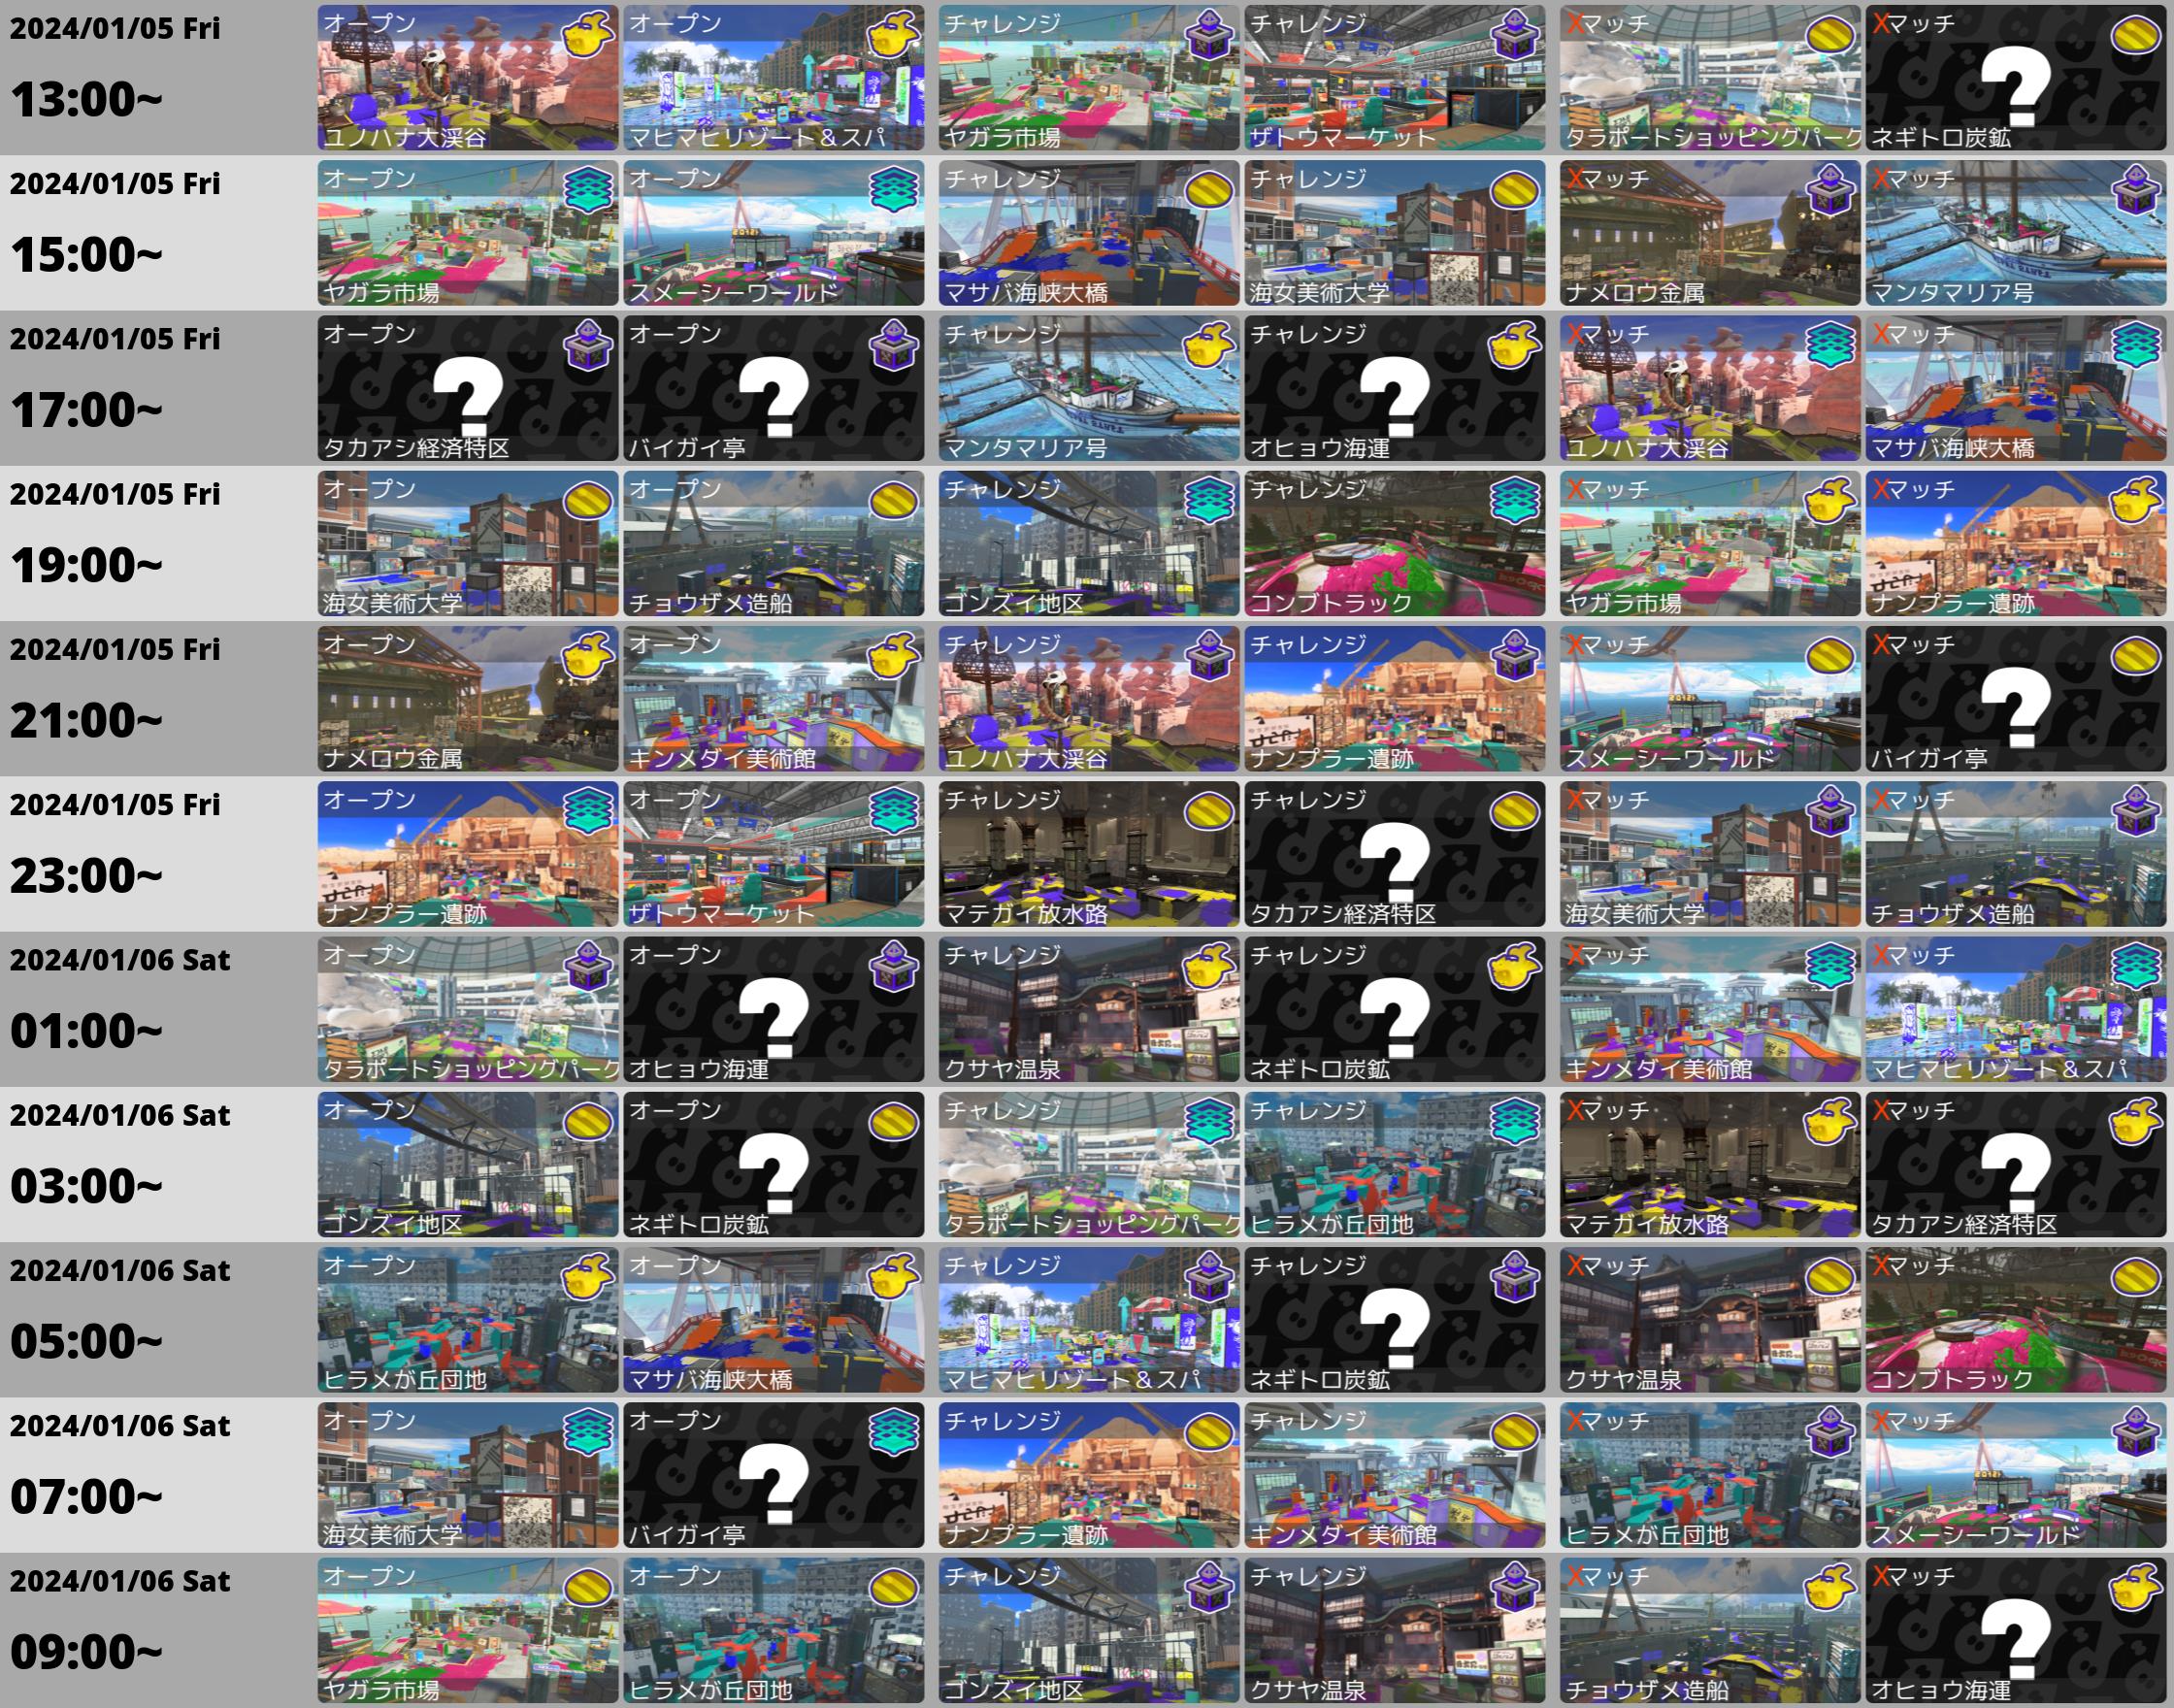 2024/01/05 Fri
13:00~
オープン
ユノハナ大渓谷
オープン
マヒマヒリゾート＆スパ
チャレンジ
ヤガラ市場
チャレンジ
ザトウマーケット
Xマッチ
タラポートショッピングパーク
Xマッチ
ネギトロ炭鉱
2024/01/05 Fri
15:00~
オープン
ヤガラ市場
オープン
スメーシーワールド
チャレンジ
マサバ海峡大橋
チャレンジ
海女美術大学
Xマッチ
ナメロウ金属
Xマッチ
マンタマリア号
2024/01/05 Fri
17:00~
オープン
タカアシ経済特区
オープン
バイガイ亭
チャレンジ
マンタマリア号
チャレンジ
オヒョウ海運
Xマッチ
ユノハナ大渓谷
Xマッチ
マサバ海峡大橋
2024/01/05 Fri
19:00~
オープン
海女美術大学
オープン
チョウザメ造船
チャレンジ
ゴンズイ地区
チャレンジ
コンブトラック
Xマッチ
ヤガラ市場
Xマッチ
ナンプラー遺跡
2024/01/05 Fri
21:00~
オープン
ナメロウ金属
オープン
キンメダイ美術館
チャレンジ
ユノハナ大渓谷
チャレンジ
ナンプラー遺跡
Xマッチ
スメーシーワールド
Xマッチ
バイガイ亭
2024/01/05 Fri
23:00~
オープン
ナンプラー遺跡
オープン
ザトウマーケット
チャレンジ
マテガイ放水路
チャレンジ
タカアシ経済特区
Xマッチ
海女美術大学
Xマッチ
チョウザメ造船
2024/01/06 Sat
01:00~
オープン
タラポートショッピングパーク
オープン
オヒョウ海運
チャレンジ
クサヤ温泉
チャレンジ
ネギトロ炭鉱
Xマッチ
キンメダイ美術館
Xマッチ
マヒマヒリゾート＆スパ
2024/01/06 Sat
03:00~
オープン
ゴンズイ地区
オープン
ネギトロ炭鉱
チャレンジ
タラポートショッピングパーク
チャレンジ
ヒラメが丘団地
Xマッチ
マテガイ放水路
Xマッチ
タカアシ経済特区
2024/01/06 Sat
05:00~
オープン
ヒラメが丘団地
オープン
マサバ海峡大橋
チャレンジ
マヒマヒリゾート＆スパ
チャレンジ
ネギトロ炭鉱
Xマッチ
クサヤ温泉
Xマッチ
コンブトラック
2024/01/06 Sat
07:00~
オープン
海女美術大学
オープン
バイガイ亭
チャレンジ
ナンプラー遺跡
チャレンジ
キンメダイ美術館
Xマッチ
ヒラメが丘団地
Xマッチ
スメーシーワールド
2024/01/06 Sat
09:00~
オープン
ヤガラ市場
オープン
ヒラメが丘団地
チャレンジ
ゴンズイ地区
チャレンジ
クサヤ温泉
Xマッチ
チョウザメ造船
Xマッチ
オヒョウ海運